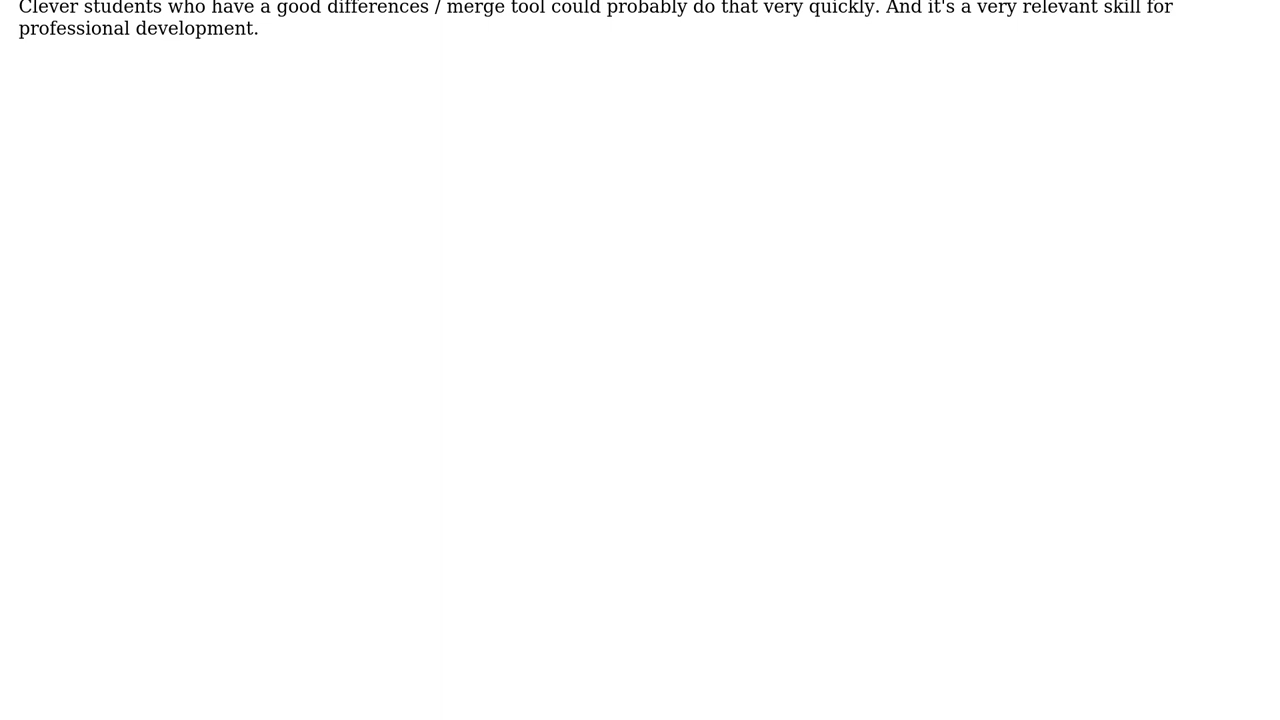 Clever students who have a good differences / merge tool could probably do that very quickly. And it's a very relevant skill for
professional development.